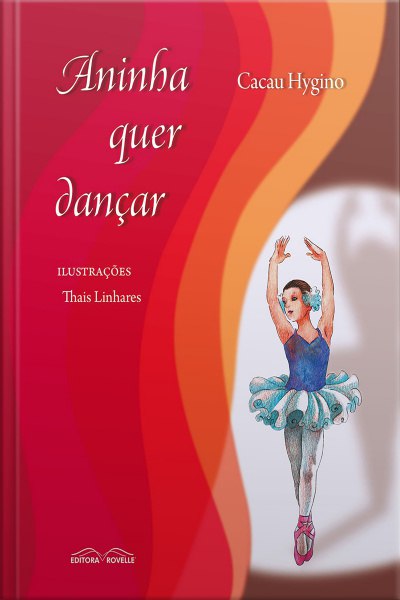 Aninha
quer
dançar
Cacau Hygino
ILUSTRAÇÕES
Thais Linhares
EDITORA ROVELLE